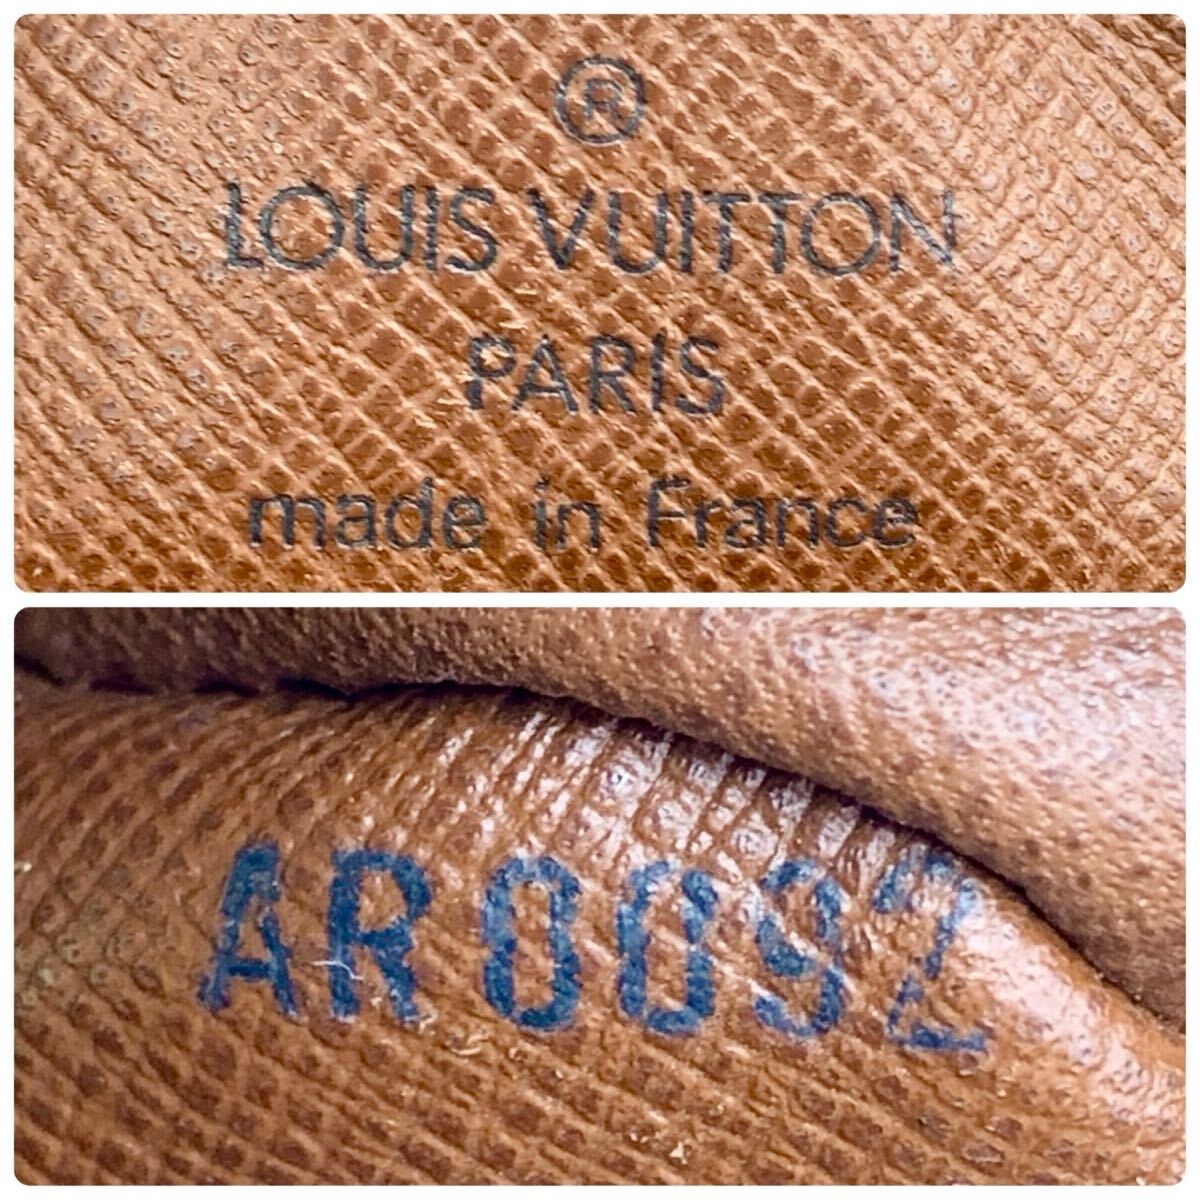 ®
LOUIS VUITTON
PARIS
made in France
AR0092